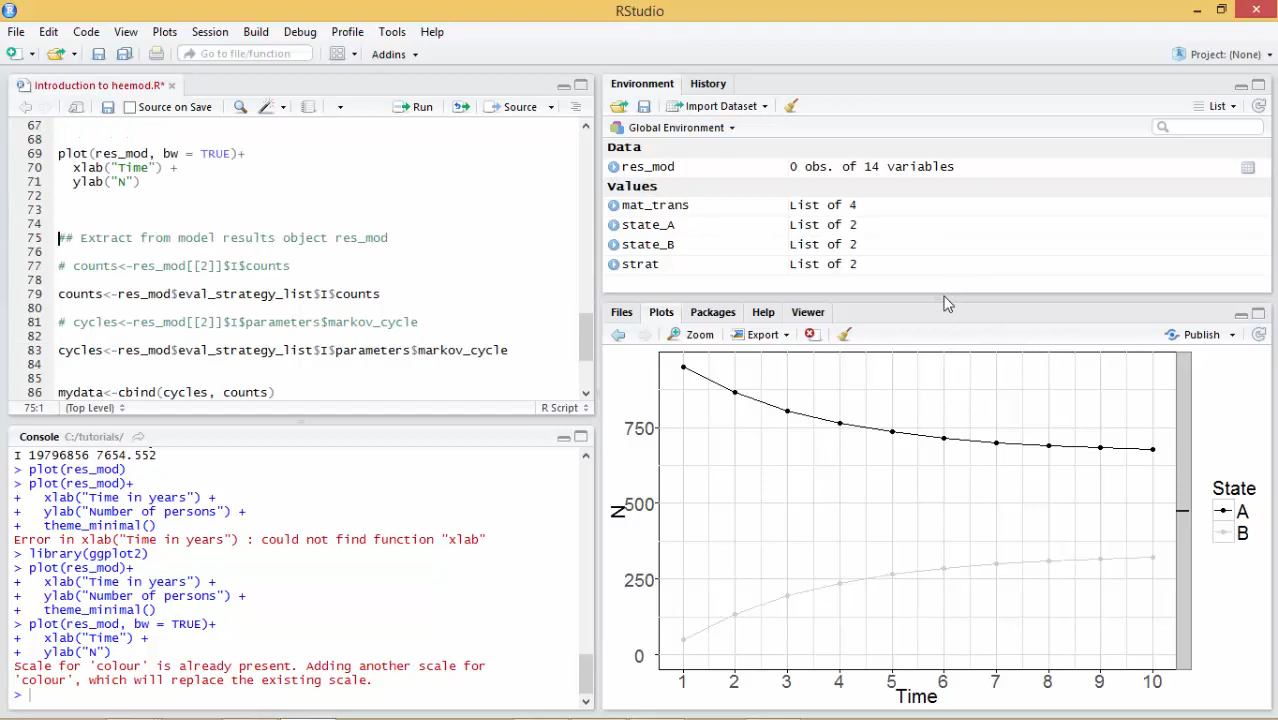 RStudio
File Edit Code View Plots Session Build Debug Profile Tools Help
Go to file/function Addins Project: (None)
Introduction to heemod.R*
Source on Save Run Source
67
68
69 plot(res_mod, bw = TRUE)+
70 xlab("Time") +
71 ylab("N")
72
73
74
75 ## Extract from model results object res_mod
76
77 # counts<-res_mod[[2]]$I$counts
78
79 counts<-res_mod$eval_strategy_list$I$counts
80
81 # cycles<-res_mod[[2]]$I$parameters$markov_cycle
82
83 cycles<-res_mod$eval_strategy_list$I$parameters$markov_cycle
84
85
86 mydata<-cbind(cycles, counts)
75:1 (Top Level) R Script
Console C:/tutorials/
I 19796856 7654.552
> plot(res_mod)
> plot(res_mod)+
+ xlab("Time in years") +
+ ylab("Number of persons") +
+ theme_minimal()
Error in xlab("Time in years") : could not find function "xlab"
> library(ggplot2)
> plot(res_mod)+
+ xlab("Time in years") +
+ ylab("Number of persons") +
+ theme_minimal()
> plot(res_mod, bw = TRUE)+
+ xlab("Time") +
+ ylab("N")
Scale for 'colour' is already present. Adding another scale for
'colour', which will replace the existing scale.
>
Environment History
Import Dataset List
Global Environment
Data
res_mod 0 obs. of 14 variables
Values
mat_trans List of 4
state_A List of 2
state_B List of 2
strat List of 2
Files Plots Packages Help Viewer
Zoom Export Publish
750
500
250
0
N
1 2 3 4 5 6 7 8 9 10
Time
I
State
A
B